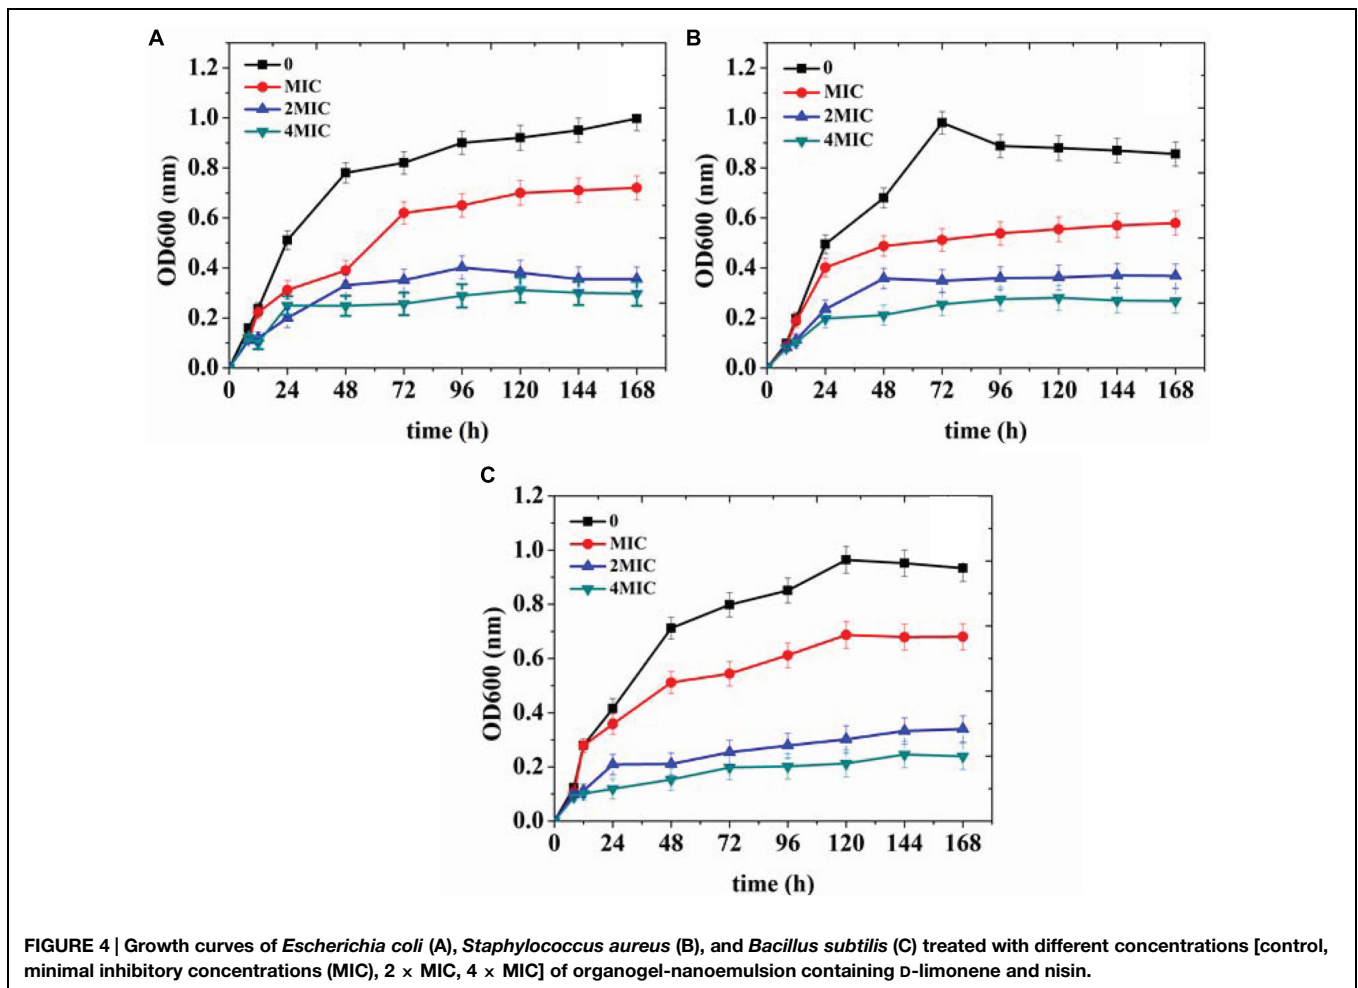 A
1.2
1.0
0.8
0.6
0.4
0.2
0.0
OD600 (nm)
0
MIC
2MIC
4MIC
0 24 48 72 96 120 144 168
time (h)
B
1.2
1.0
0.8
0.6
0.4
0.2
0.0
OD600 (nm)
0
MIC
2MIC
4MIC
0 24 48 72 96 120 144 168
time (h)
C
1.2
1.0
0.8
0.6
0.4
0.2
0.0
OD600 (nm)
0
MIC
2MIC
4MIC
0 24 48 72 96 120 144 168
time (h)
FIGURE 4 | Growth curves of Escherichia coli (A), Staphylococcus aureus (B), and Bacillus subtilis (C) treated with different concentrations [control,
minimal inhibitory concentrations (MIC), 2 × MIC, 4 × MIC] of organogel-nanoemulsion containing D-limonene and nisin.